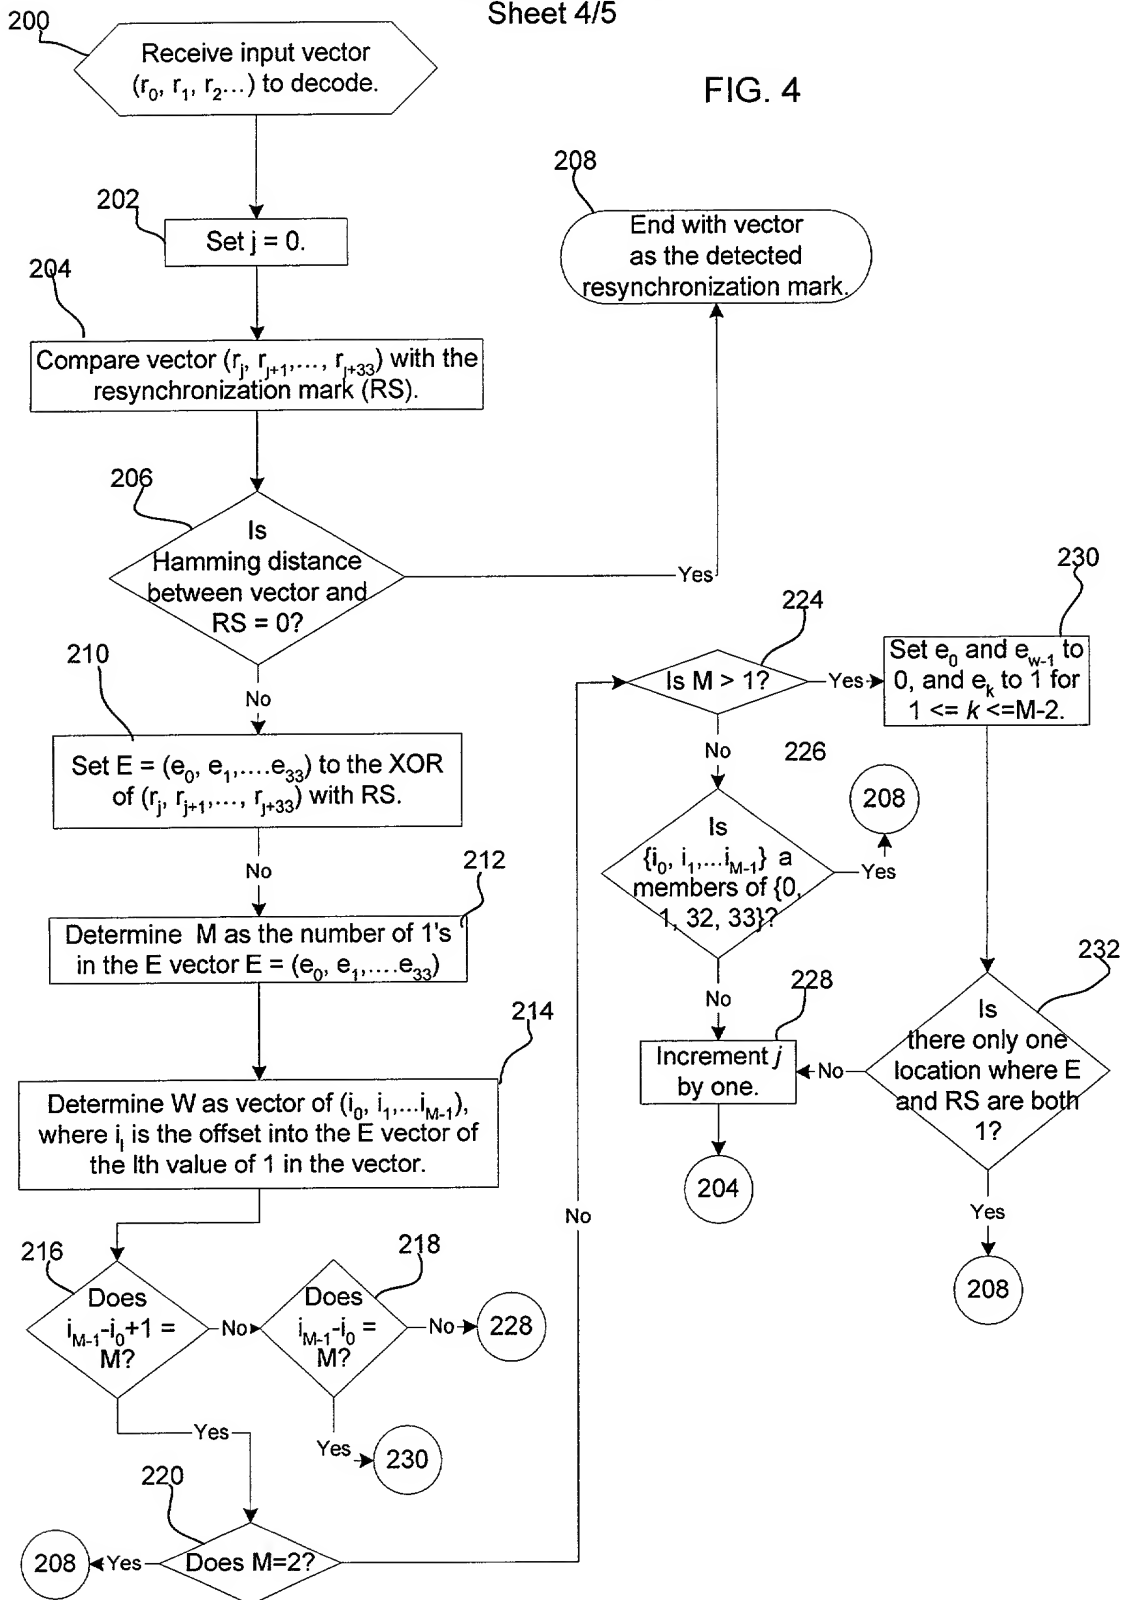 Sheet 4/5
FIG. 4
200
Receive input vector
(r0, r1, r2...) to decode.
202
Set j = 0.
204
Compare vector (rj, rj+1,..., rj+33) with the
resynchronization mark (RS).
206
Is
Hamming distance
between vector and
RS = 0?
Yes
208
End with vector
as the detected
resynchronization mark.
No
210
Set E = (e0, e1,....e33) to the XOR
of (rj, rj+1,..., rj+33) with RS.
No
212
Determine M as the number of 1's
in the E vector E = (e0, e1,....e33)
214
Determine W as vector of (i0, i1,...iM-1),
where il is the offset into the E vector of
the lth value of 1 in the vector.
216
Does
iM-1-i0+1 =
M?
No
218
Does
iM-1-i0 =
M?
No
228
Yes
230
Yes
220
Does M=2?
Yes
208
No
224
Is M > 1?
Yes
230
Set e0 and ew-1 to
0, and ek to 1 for
1 <= k <=M-2.
No
226
Is
{i0, i1,...iM-1} a
members of {0,
1, 32, 33}?
Yes
208
No
228
Increment j
by one.
204
232
Is
there only one
location where E
and RS are both
1?
No
Yes
208